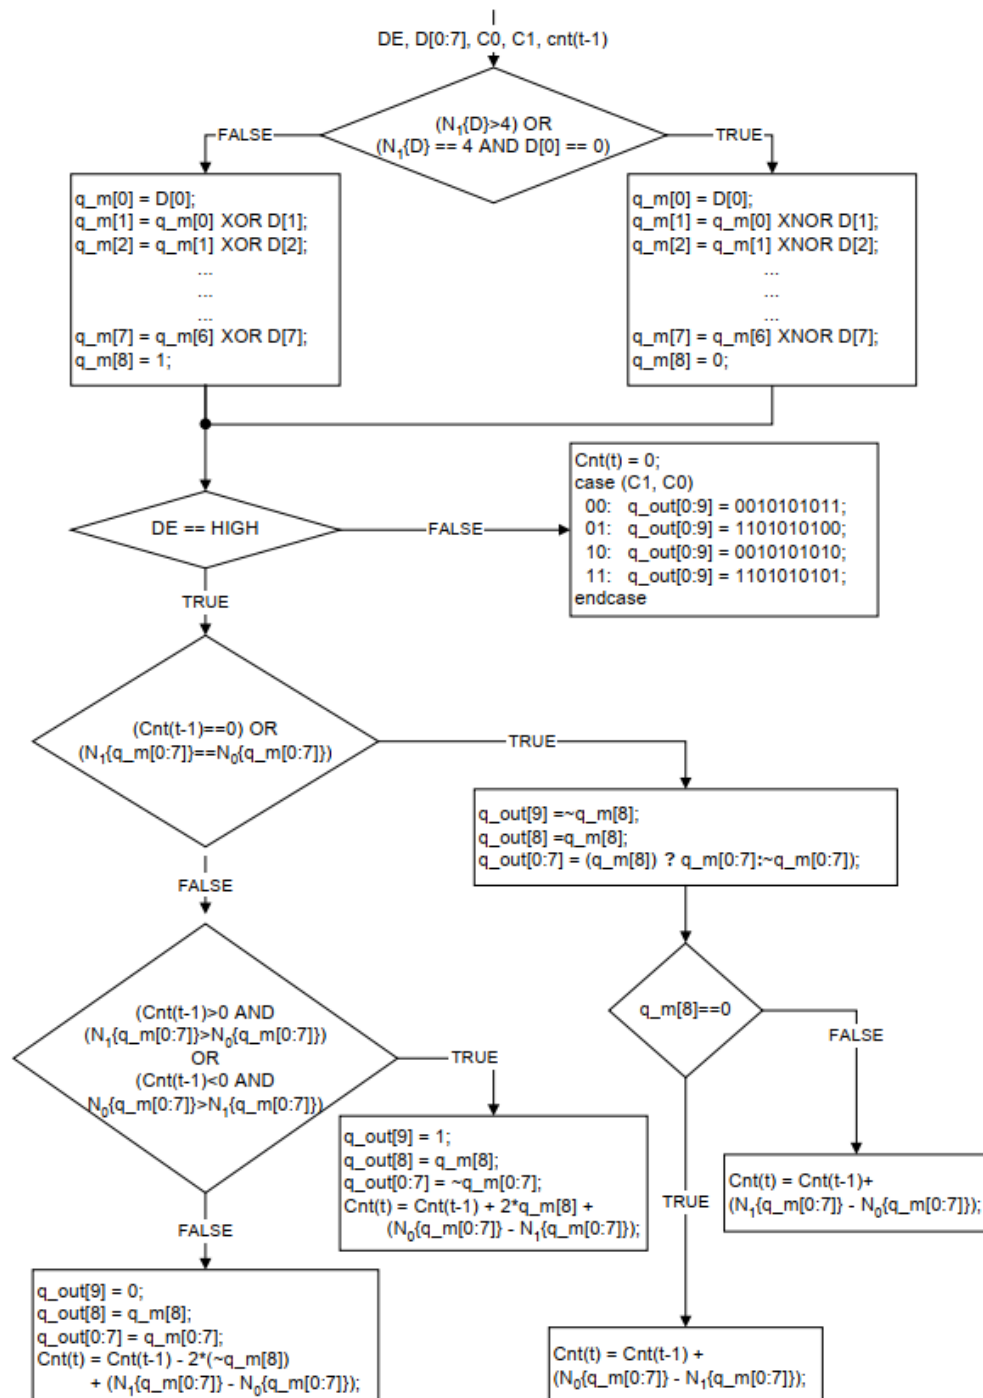 DE, D[0:7], C0, C1, cnt(t-1)
(N₁{D}>4) OR
(N₁{D} == 4 AND D[0] == 0)
FALSE
TRUE
q_m[0] = D[0];
q_m[1] = q_m[0] XOR D[1];
q_m[2] = q_m[1] XOR D[2];
...
...
...
q_m[7] = q_m[6] XOR D[7];
q_m[8] = 1;
q_m[0] = D[0];
q_m[1] = q_m[0] XNOR D[1];
q_m[2] = q_m[1] XNOR D[2];
...
...
...
q_m[7] = q_m[6] XNOR D[7];
q_m[8] = 0;
DE == HIGH
FALSE
Cnt(t) = 0;
case (C1, C0)
00: q_out[0:9] = 0010101011;
01: q_out[0:9] = 1101010100;
10: q_out[0:9] = 0010101010;
11: q_out[0:9] = 1101010101;
endcase
TRUE
(Cnt(t-1)==0) OR
(N₁{q_m[0:7]}==N₀{q_m[0:7]})
TRUE
q_out[9] =~q_m[8];
q_out[8] =q_m[8];
q_out[0:7] = (q_m[8]) ? q_m[0:7]:~q_m[0:7]);
FALSE
(Cnt(t-1)>0 AND
(N₁{q_m[0:7]}>N₀{q_m[0:7]})
OR
(Cnt(t-1)<0 AND
N₀{q_m[0:7]}>N₁{q_m[0:7]})
TRUE
q_out[9] = 1;
q_out[8] = q_m[8];
q_out[0:7] = ~q_m[0:7];
Cnt(t) = Cnt(t-1) + 2*q_m[8] +
(N₀{q_m[0:7]} - N₁{q_m[0:7]});
FALSE
q_out[9] = 0;
q_out[8] = q_m[8];
q_out[0:7] = q_m[0:7];
Cnt(t) = Cnt(t-1) - 2*(~q_m[8])
+ (N₁{q_m[0:7]} - N₀{q_m[0:7]});
q_m[8]==0
FALSE
Cnt(t) = Cnt(t-1)+
(N₁{q_m[0:7]} - N₀{q_m[0:7]});
TRUE
Cnt(t) = Cnt(t-1) +
(N₀{q_m[0:7]} - N₁{q_m[0:7]});